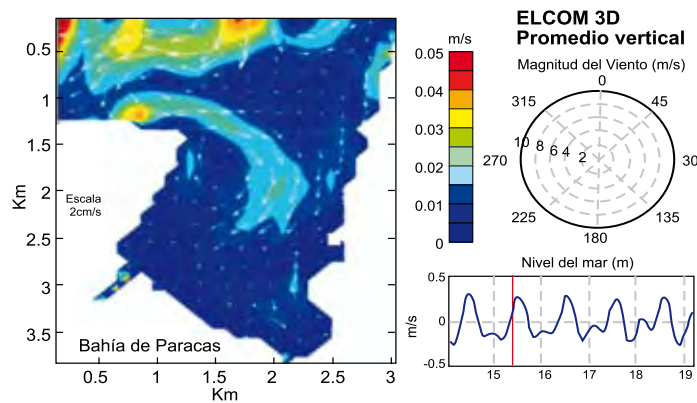 ELCOM 3D
Promedio vertical
m/s
0.05
0.04
0.03
0.02
0.01
0
Magnitud del Viento (m/s)
0
315
45
10 8 6 4 2
270
30
225
135
180
0.5
1
1.5
2
2.5
3
3.5
Km
Escala
2cm/s
Bahía de Paracas
0.5 1 1.5 2 2.5 3
Km
Nivel del mar (m)
0.5
0
-0.5
m/s
15 16 17 18 19